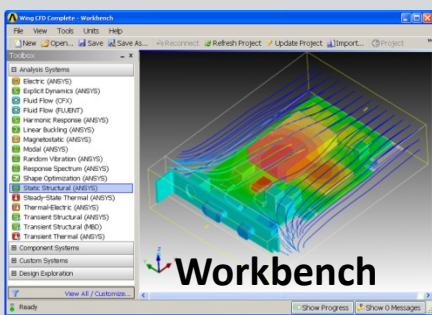 Wing CFD Complete - Workbench
File View Tools Units Help
New Open... Save Save As... Reconnect Refresh Project Update Project Import... Project
Toolbox
Analysis Systems
Electric (ANSYS)
Explicit Dynamics (ANSYS)
Fluid Flow (CFX)
Fluid Flow (FLUENT)
Harmonic Response (ANSYS)
Linear Buckling (ANSYS)
Magnetostatic (ANSYS)
Modal (ANSYS)
Random Vibration (ANSYS)
Response Spectrum (ANSYS)
Shape Optimization (ANSYS)
Static Structural (ANSYS)
Steady-State Thermal (ANSYS)
Thermal-Electric (ANSYS)
Transient Structural (ANSYS)
Transient Structural (MBD)
Transient Thermal (ANSYS)
Component Systems
Custom Systems
Design Exploration
View All / Customize...
Workbench
Ready
Show Progress Show 0 Messages